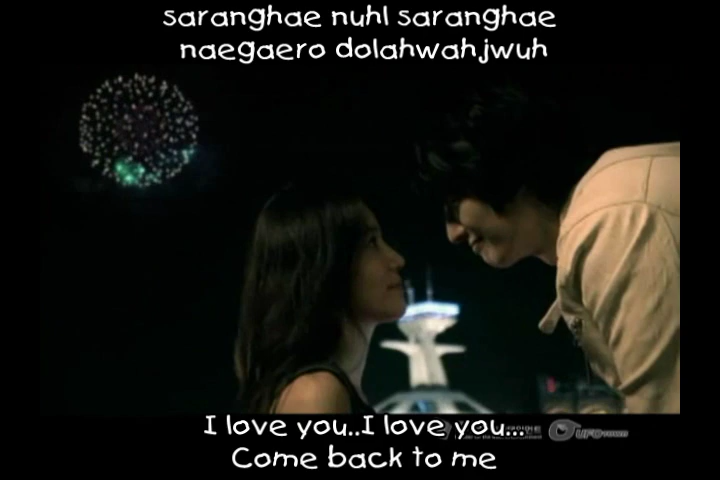 saranghae nuhl saranghae
naegaero dolahwahjwuh
I love you..I love you...
Come back to me